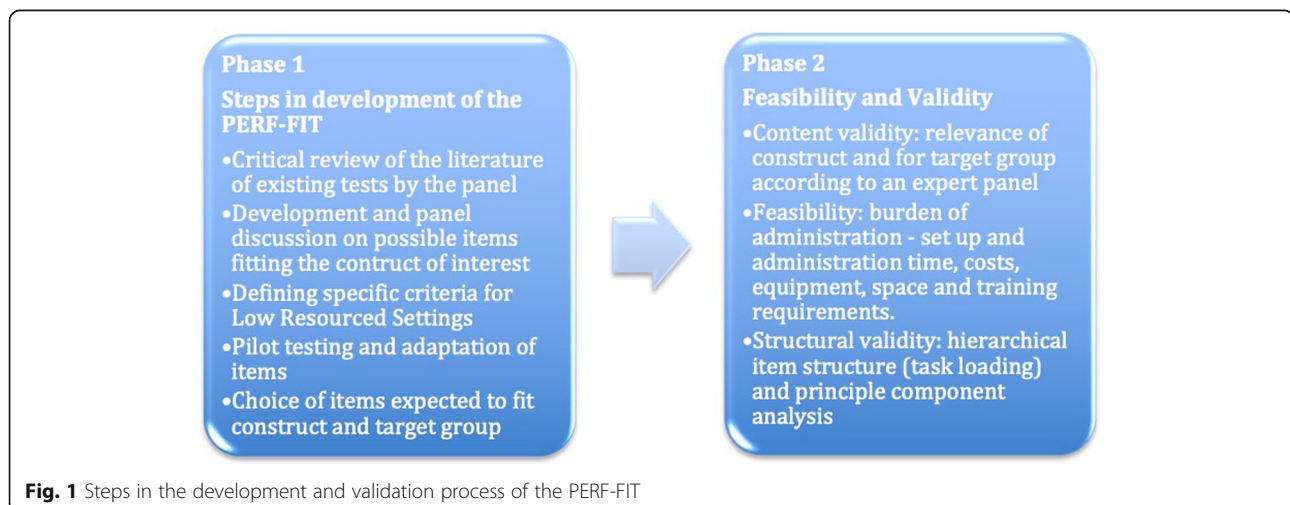 Phase 1
Steps in development of the
PERF-FIT
•Critical review of the literature
of existing tests by the panel
•Development and panel
discussion on possible items
fitting the contruct of interest
•Defining specific criteria for
Low Resourced Settings
•Pilot testing and adaptation of
items
•Choice of items expected to fit
construct and target group
Phase 2
Feasibility and Validity
•Content validity: relevance of
construct and for target group
according to an expert panel
•Feasibility: burden of
administration - set up and
administration time, costs,
equipment, space and training
requirements.
•Structural validity: hierarchical
item structure (task loading)
and principle component
analysis
Fig. 1 Steps in the development and validation process of the PERF-FIT